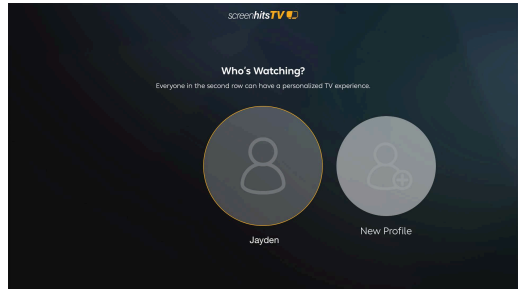 screenhitsTV
Who's Watching?
Everyone in the second row can have a personalized TV experience.
Jayden
New Profile